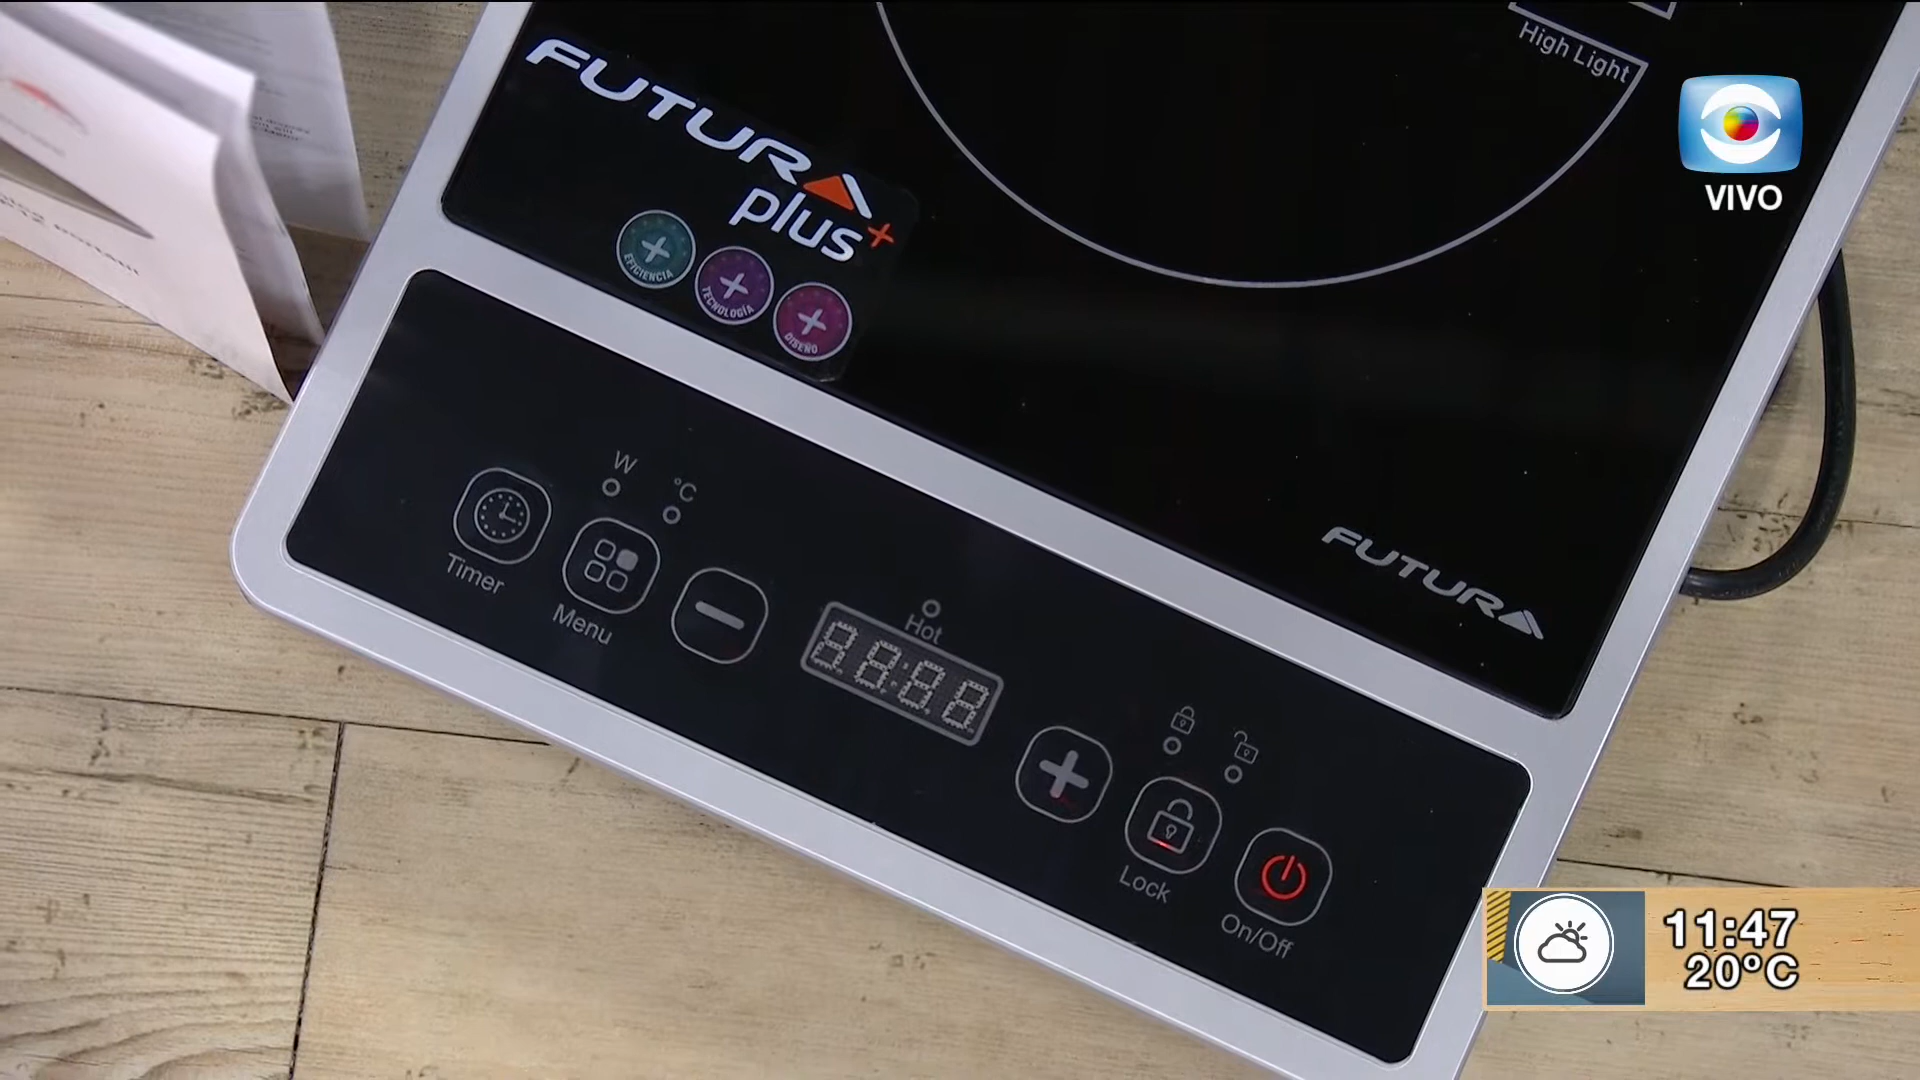 High Light
FUTURA
plus+
EFICIENCIA
TECNOLOGÍA
DISEÑO
VIVO
FUTURA
W
°C
Timer
Menu
Hot
88:88
Lock
On/Off
11:47
20°C